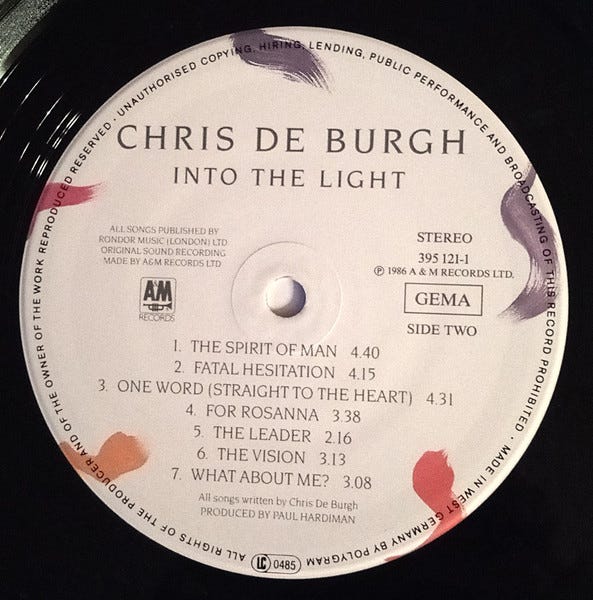 ALL RIGHTS OF THE PRODUCER AND OF THE OWNER OF THE WORK REPRODUCED RESERVED · UNAUTHORISED COPYING, HIRING, LENDING, PUBLIC PERFORMANCE AND BROADCASTING OF THIS RECORD PROHIBITED · MADE IN WEST GERMANY BY POLYGRAM
CHRIS DE BURGH
INTO THE LIGHT
ALL SONGS PUBLISHED BY
RONDOR MUSIC (LONDON) LTD
ORIGINAL SOUND RECORDING
MADE BY A&M RECORDS LTD
AM
RECORDS
STEREO
395 121-1
℗ 1986 A & M RECORDS LTD.
GEMA
SIDE TWO
1. THE SPIRIT OF MAN 4.40
2. FATAL HESITATION 4.15
3. ONE WORD (STRAIGHT TO THE HEART) 4.31
4. FOR ROSANNA 3.38
5. THE LEADER 2.16
6. THE VISION 3.13
7. WHAT ABOUT ME? 3.08
All songs written by Chris De Burgh
PRODUCED BY PAUL HARDIMAN
LC 0485